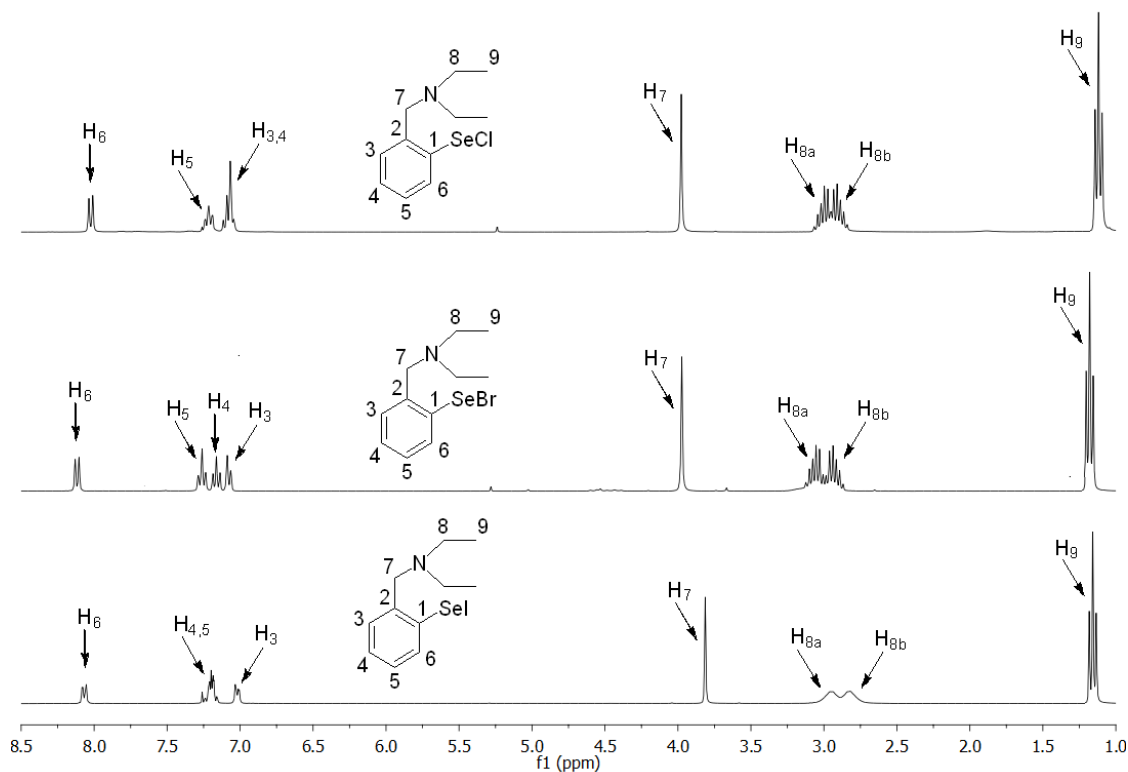 8 9
H₉
7 N
H₇
H₆
2 1 SeCl
H₃,₄
H₅
3
H₈ₐ H₈b
4 6
5
8 9
H₉
7 N
H₇
H₆
2 1 SeBr
H₅ H₄ H₃
3
H₈ₐ H₈b
4 6
5
8 9
H₉
7 N
H₇
H₆
2 1 SeI
H₄,₅ H₃
3
H₈ₐ H₈b
4 6
5
8.5 8.0 7.5 7.0 6.5 6.0 5.5 5.0 4.5 4.0 3.5 3.0 2.5 2.0 1.5 1.0
f1 (ppm)